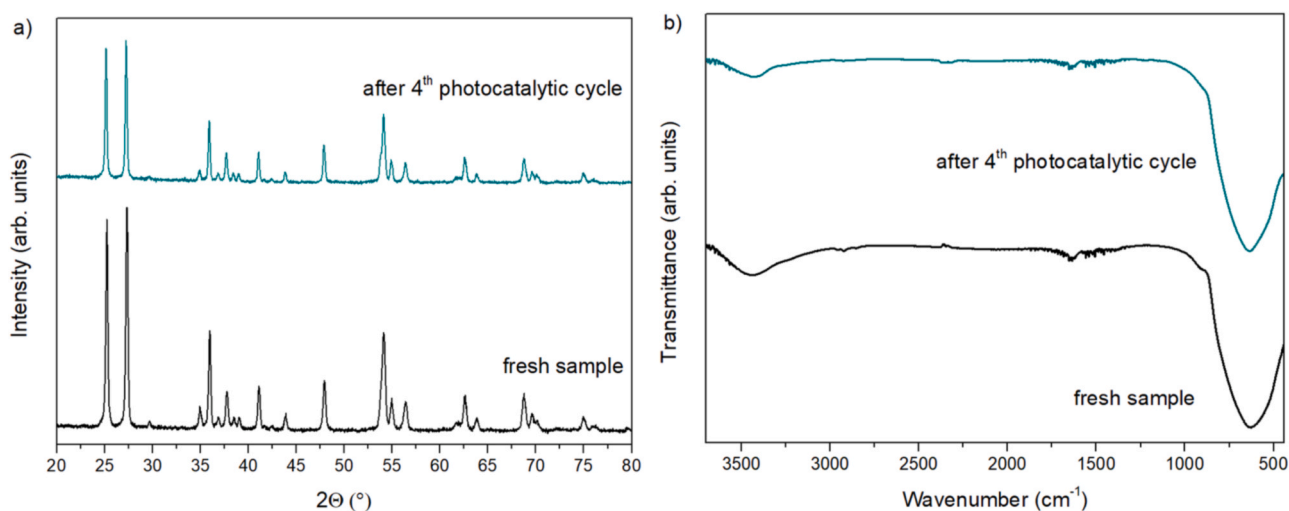 a)
after 4th photocatalytic cycle
fresh sample
Intensity (arb. units)
20 25 30 35 40 45 50 55 60 65 70 75 80
2Θ (°)
b)
after 4th photocatalytic cycle
fresh sample
Transmittance (arb. units)
3500 3000 2500 2000 1500 1000 500
Wavenumber (cm-1)